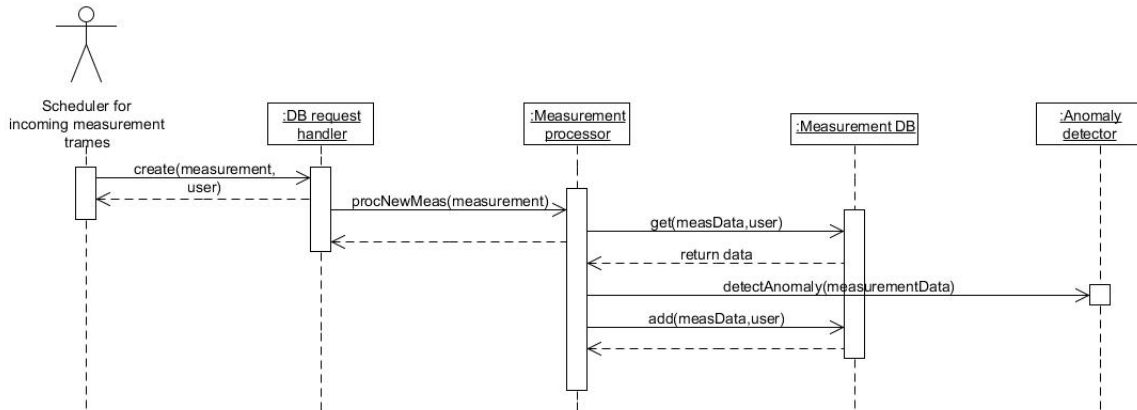 Scheduler for
incoming measurement
trames
:DB request
handler
:Measurement
processor
:Measurement DB
:Anomaly
detector
create(measurement,
user)
procNewMeas(measurement)
get(measData,user)
return data
detectAnomaly(measurementData)
add(measData,user)